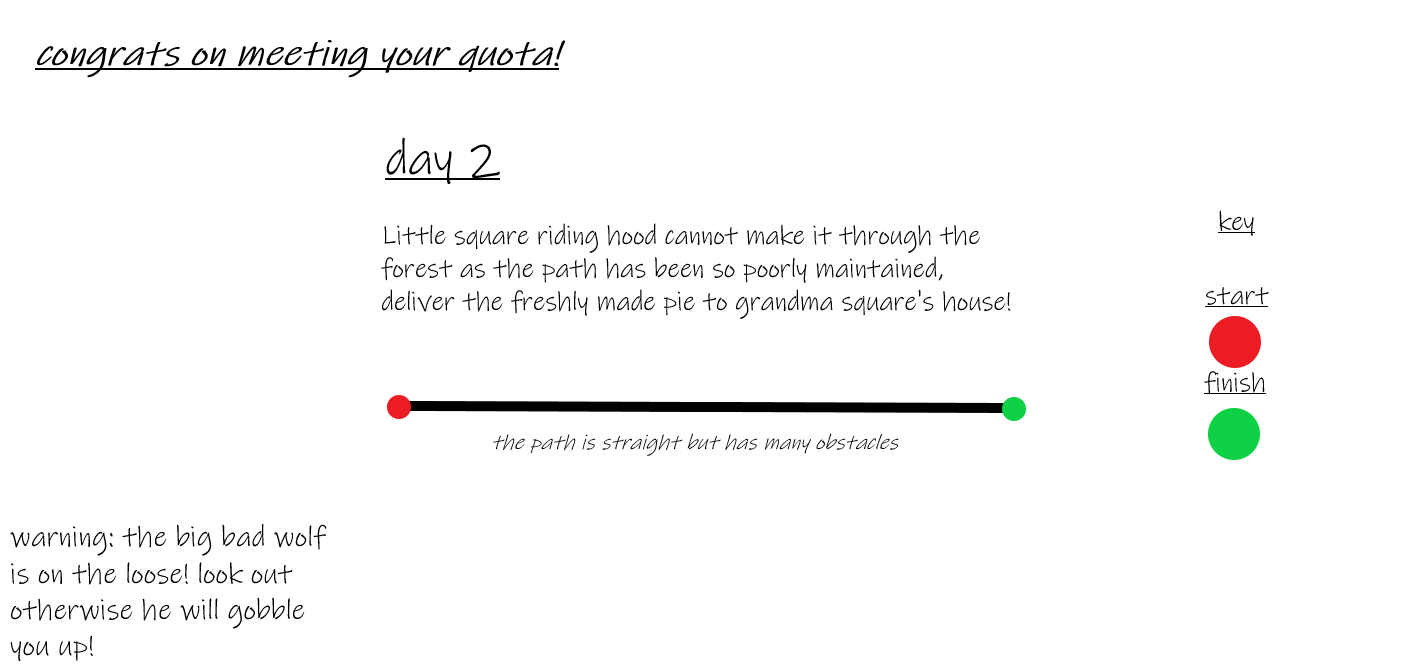 congrats on meeting your quota!
day 2
Little square riding hood cannot make it through the
forest as the path has been so poorly maintained,
deliver the freshly made pie to grandma square's house!
key
start
finish
the path is straight but has many obstacles
warning: the big bad wolf
is on the loose! look out
otherwise he will gobble
you up!